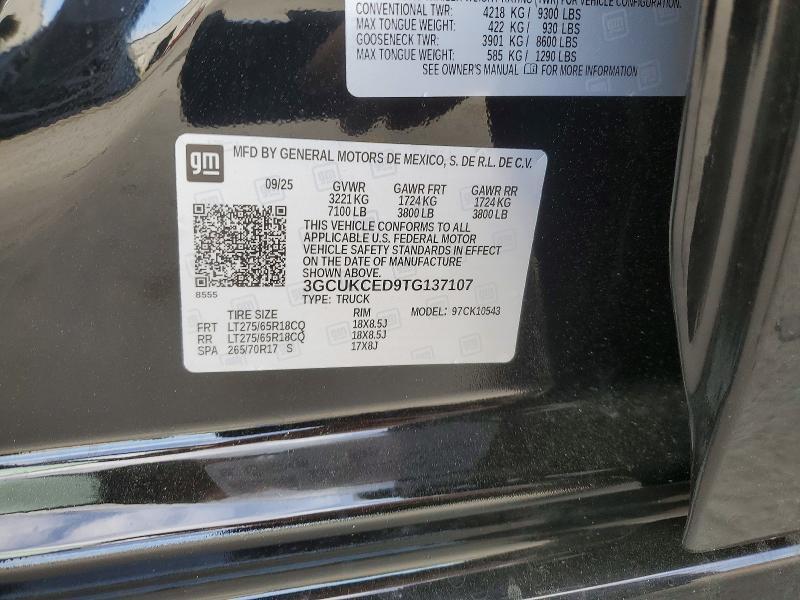 CONVENTIONAL TWR: 4218 KG / 9300 LBS
MAX TONGUE WEIGHT: 422 KG / 930 LBS
GOOSENECK TWR: 3901 KG / 8600 LBS
MAX TONGUE WEIGHT: 585 KG / 1290 LBS
SEE OWNER'S MANUAL FOR MORE INFORMATION
gm MFD BY GENERAL MOTORS DE MEXICO, S. DE R.L. DE C.V.
09/25 GVWR GAWR FRT GAWR RR
3221 KG 1724 KG 1724 KG
7100 LB 3800 LB 3800 LB
THIS VEHICLE CONFORMS TO ALL
APPLICABLE U.S. FEDERAL MOTOR
VEHICLE SAFETY STANDARDS IN EFFECT
ON THE DATE OF MANUFACTURE
SHOWN ABOVE.
8555
3GCUKCED9TG137107
TYPE: TRUCK
TIRE SIZE RIM MODEL: 97CK10543
FRT LT275/65R18CQ 18X8.5J
RR LT275/65R18CQ 18X8.5J
SPA 265/70R17 S 17X8J